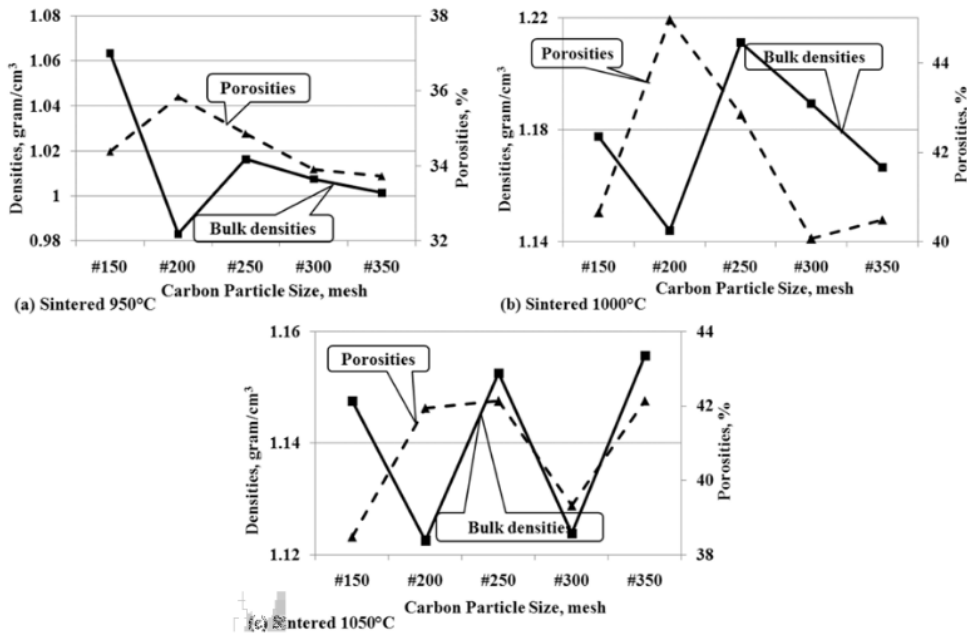 1.08
1.06
1.04
1.02
1
0.98
Densities, gram/cm³
38
36
34
32
Porosities, %
Porosities
Bulk densities
#150 #200 #250 #300 #350
Carbon Particle Size, mesh
(a) Sintered 950°C
1.22
1.18
1.14
Densities, gram/cm³
44
42
40
Porosities, %
Porosities
Bulk densities
#150 #200 #250 #300 #350
Carbon Particle Size, mesh
(b) Sintered 1000°C
1.16
1.14
1.12
Densities, gram/cm³
44
42
40
38
Porosities, %
Porosities
Bulk densities
#150 #200 #250 #300 #350
Carbon Particle Size, mesh
(c) Sintered 1050°C